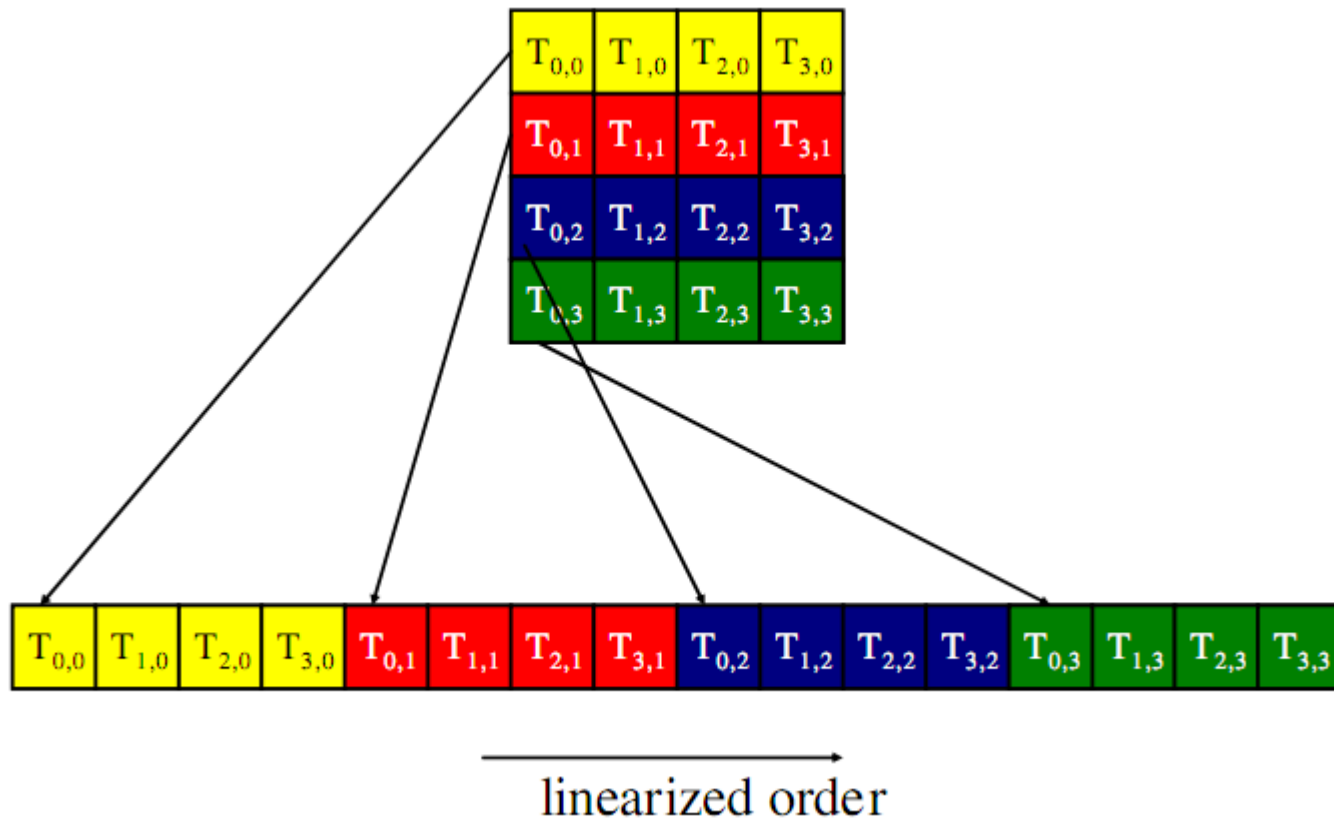 T0,0 T1,0 T2,0 T3,0
T0,1 T1,1 T2,1 T3,1
T0,2 T1,2 T2,2 T3,2
T0,3 T1,3 T2,3 T3,3
T0,0 T1,0 T2,0 T3,0 T0,1 T1,1 T2,1 T3,1 T0,2 T1,2 T2,2 T3,2 T0,3 T1,3 T2,3 T3,3
linearized order